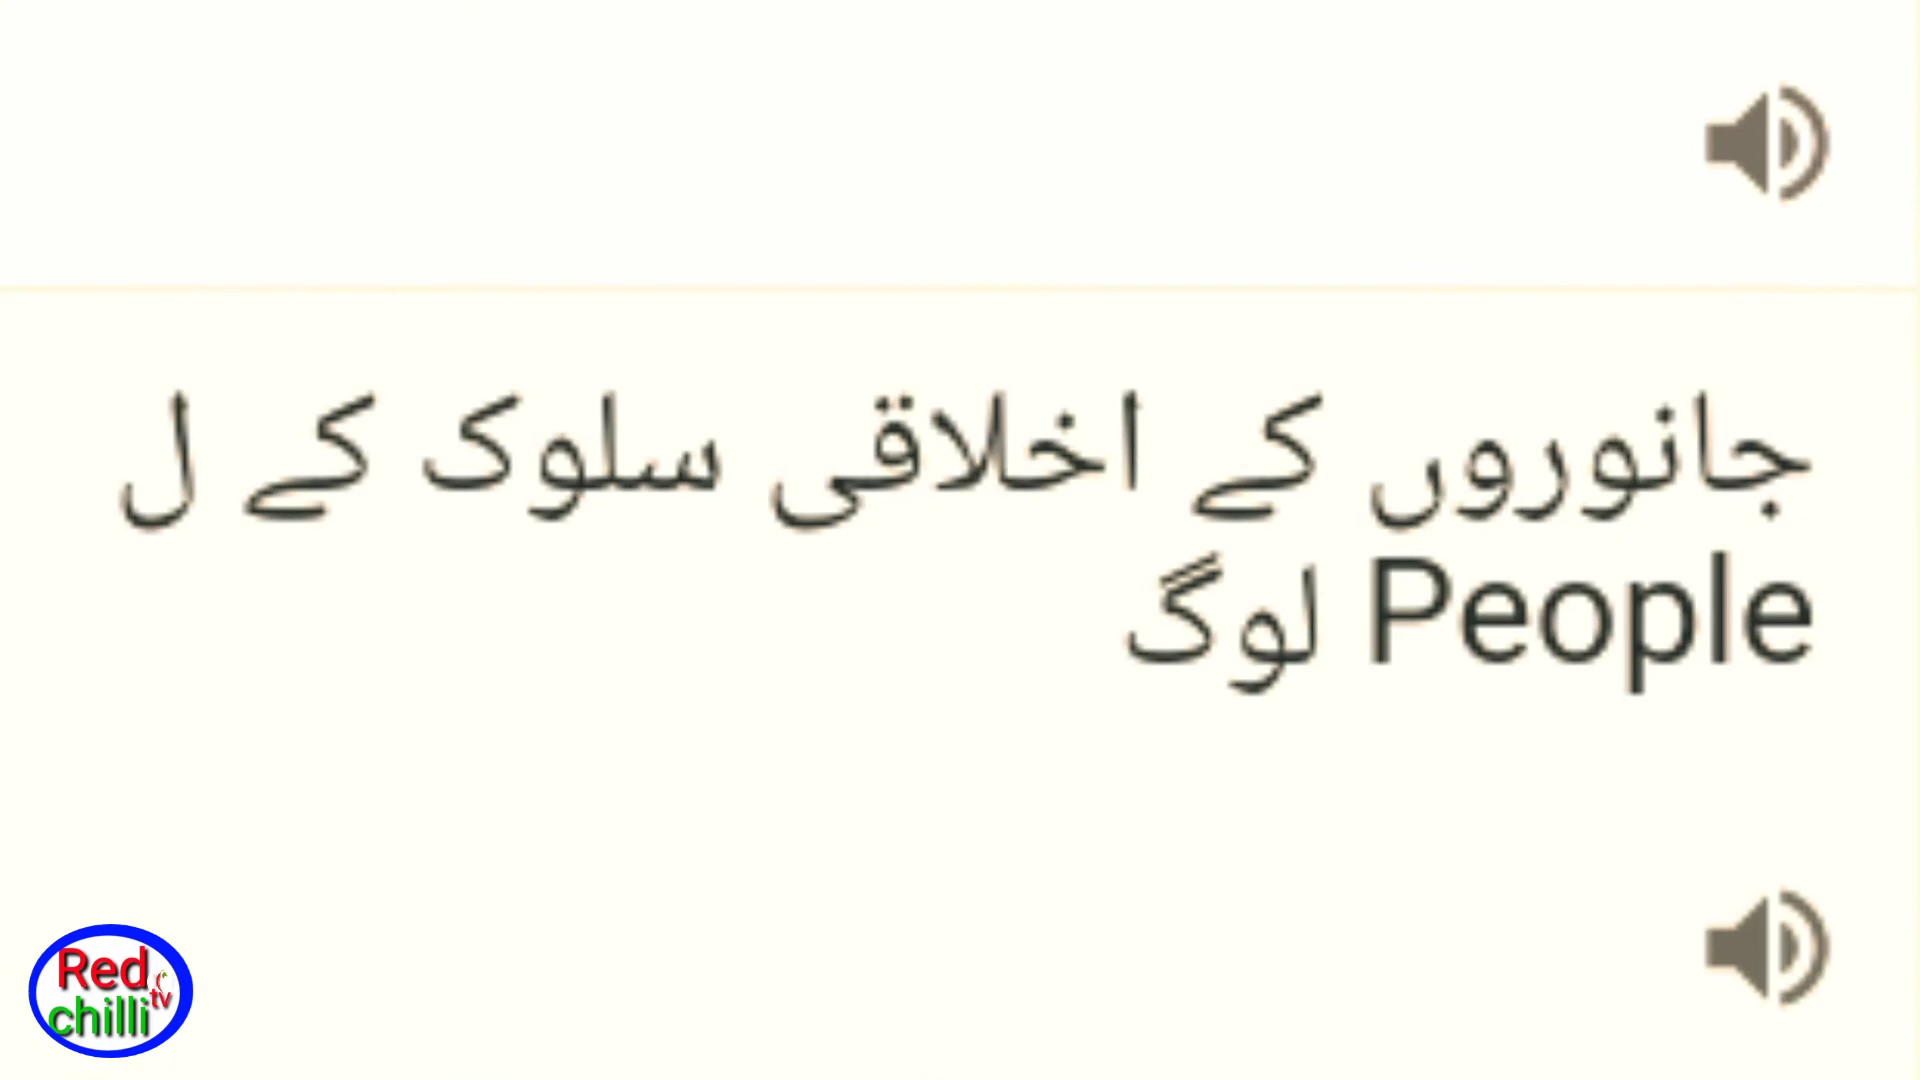 جانوروں کے اخلاقی سلوک کے ل
People لوگ
Red
chilli tv